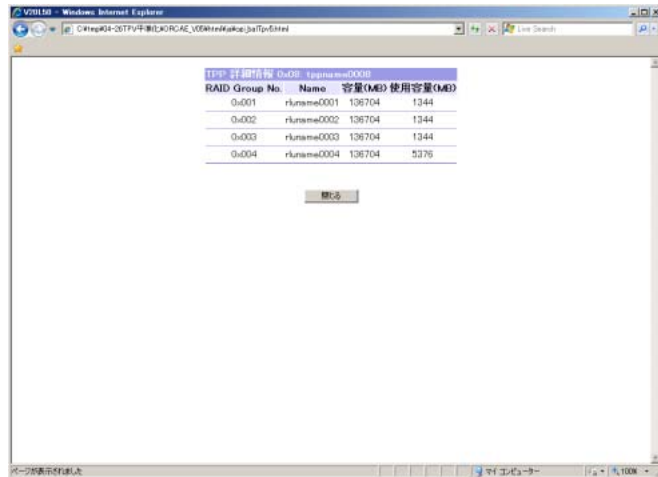 V20L50 - Windows Internet Explorer
Live Search
TPP 詳細情報 0x08: tppname0008
RAID Group No. Name 容量(MB) 使用容量(MB)
0x001 rluname0001 136704 1344
0x002 rluname0002 136704 1344
0x003 rluname0003 136704 1344
0x004 rluname0004 136704 5376
閉じる
ページが表示されました マイ コンピューター 100%